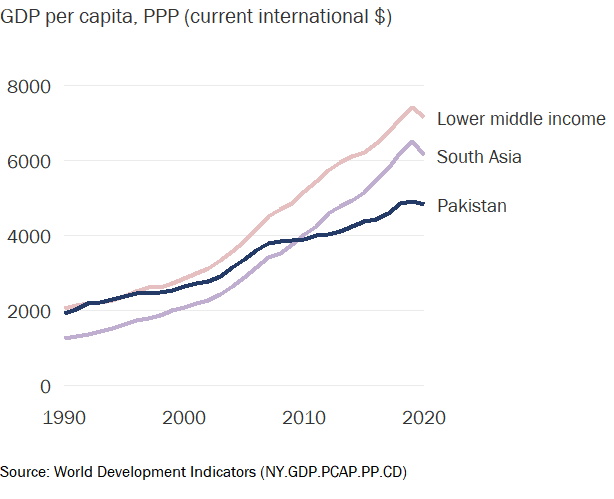 GDP per capita, PPP (current international $)
8000
Lower middle income
South Asia
6000
Pakistan
4000
2000
0
1990 2000 2010 2020
Source: World Development Indicators (NY.GDP.PCAP.PP.CD)